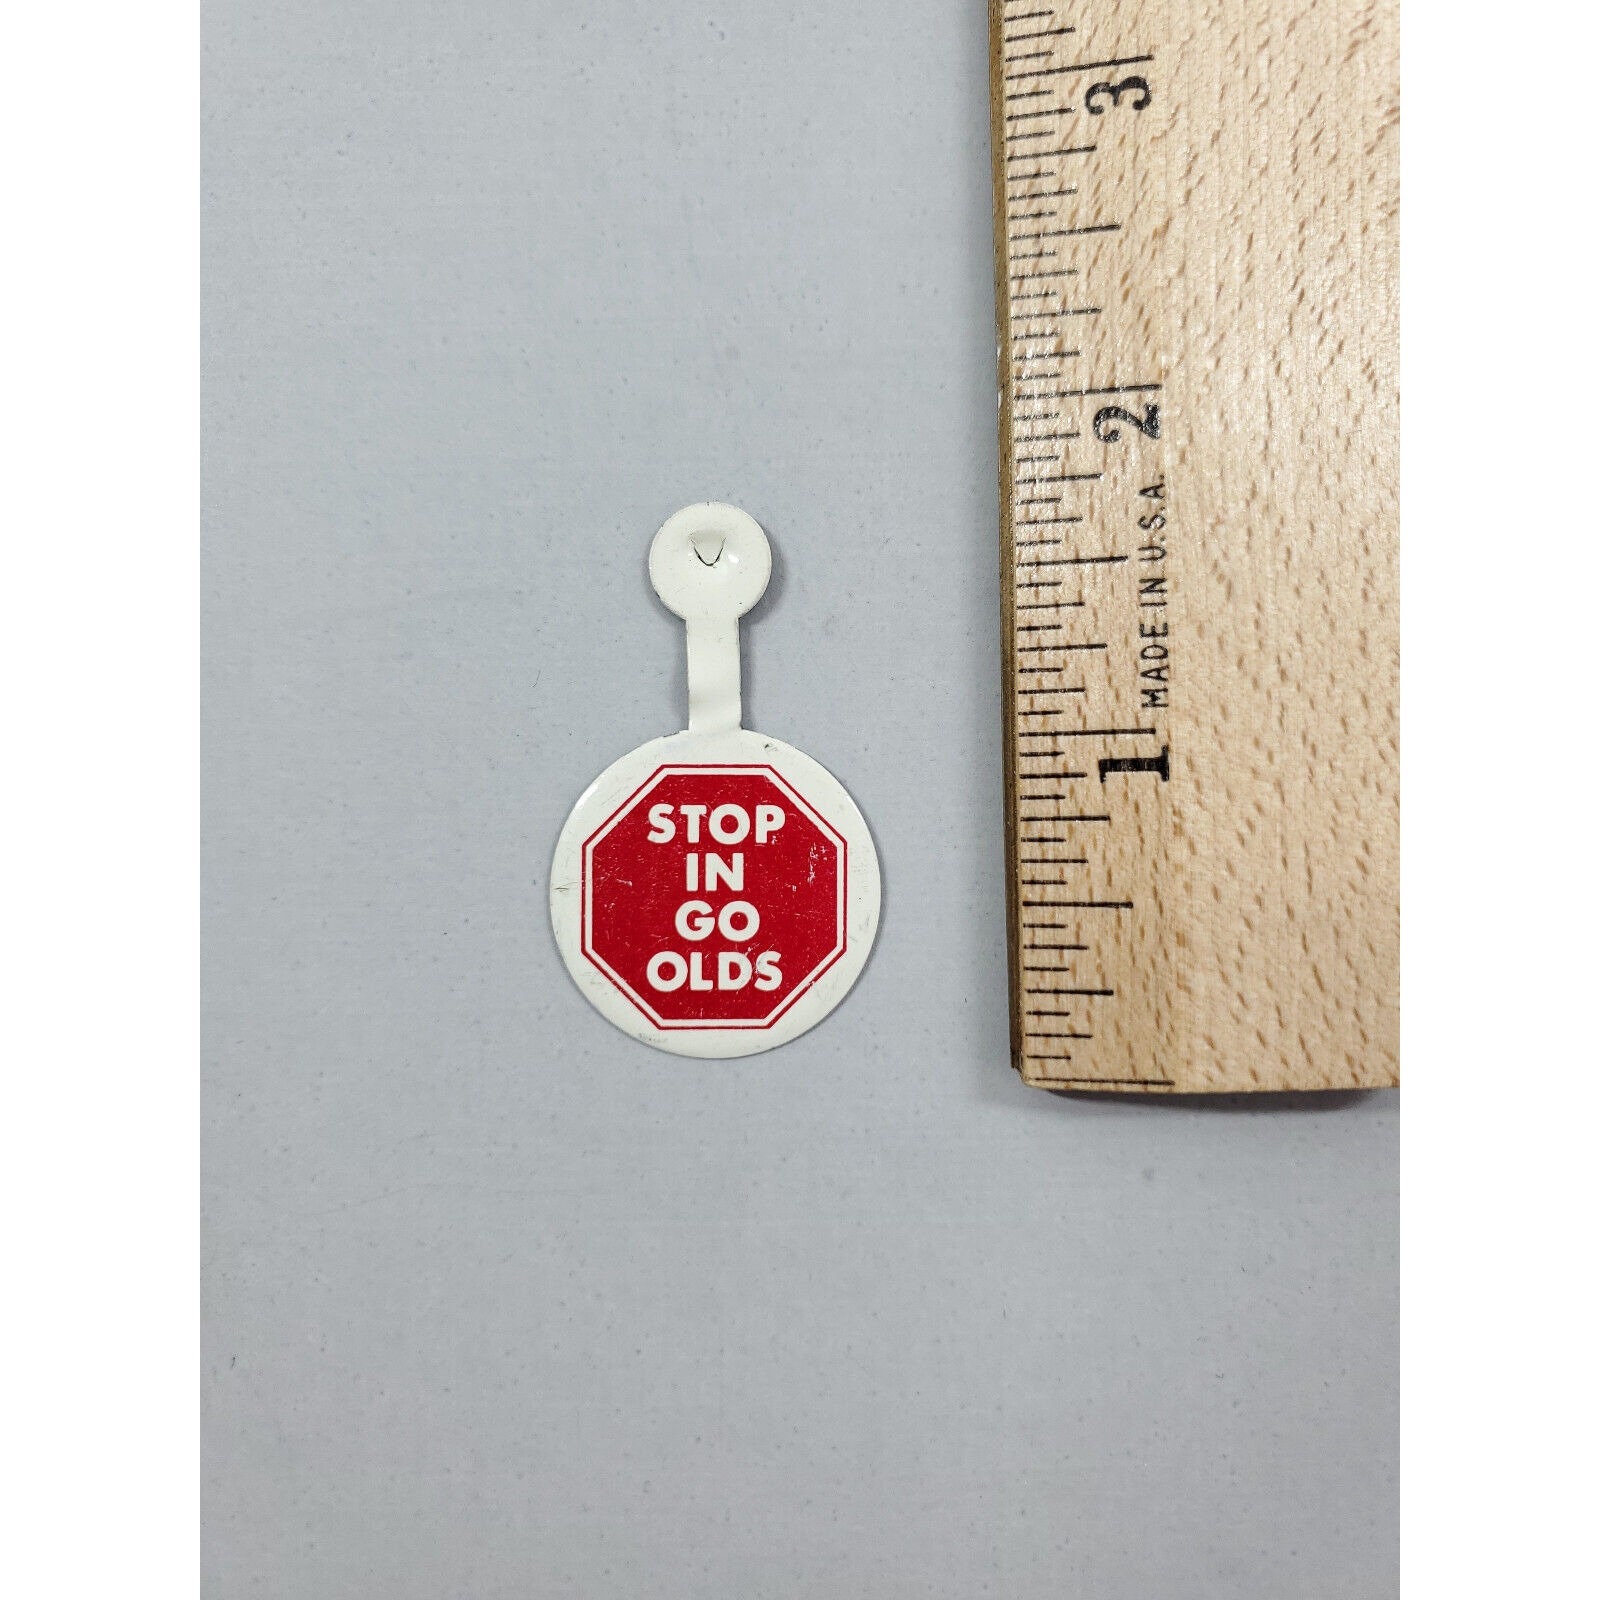 STOP
IN
GO
OLDS
3
2
1
MADE IN U.S.A.